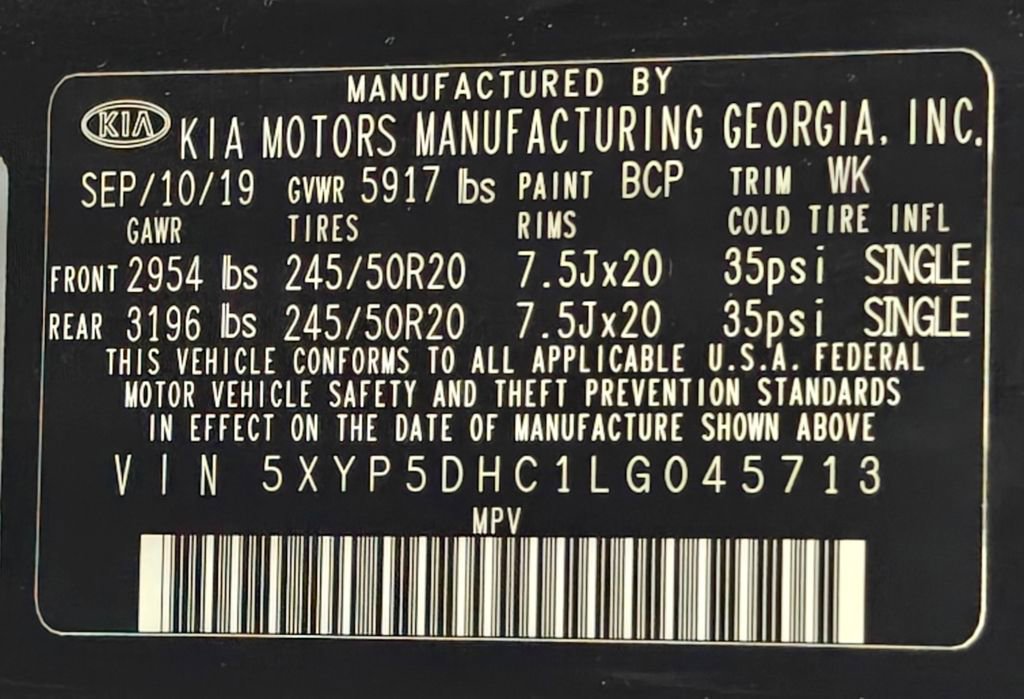 MANUFACTURED BY
KIA KIA MOTORS MANUFACTURING GEORGIA, INC.
SEP/10/19 GVWR 5917 lbs PAINT BCP TRIM WK
GAWR TIRES RIMS COLD TIRE INFL
FRONT 2954 lbs 245/50R20 7.5Jx20 35psi SINGLE
REAR 3196 lbs 245/50R20 7.5Jx20 35psi SINGLE
THIS VEHICLE CONFORMS TO ALL APPLICABLE U.S.A. FEDERAL
MOTOR VEHICLE SAFETY AND THEFT PREVENTION STANDARDS
IN EFFECT ON THE DATE OF MANUFACTURE SHOWN ABOVE
VIN 5XYP5DHC1LG045713
MPV